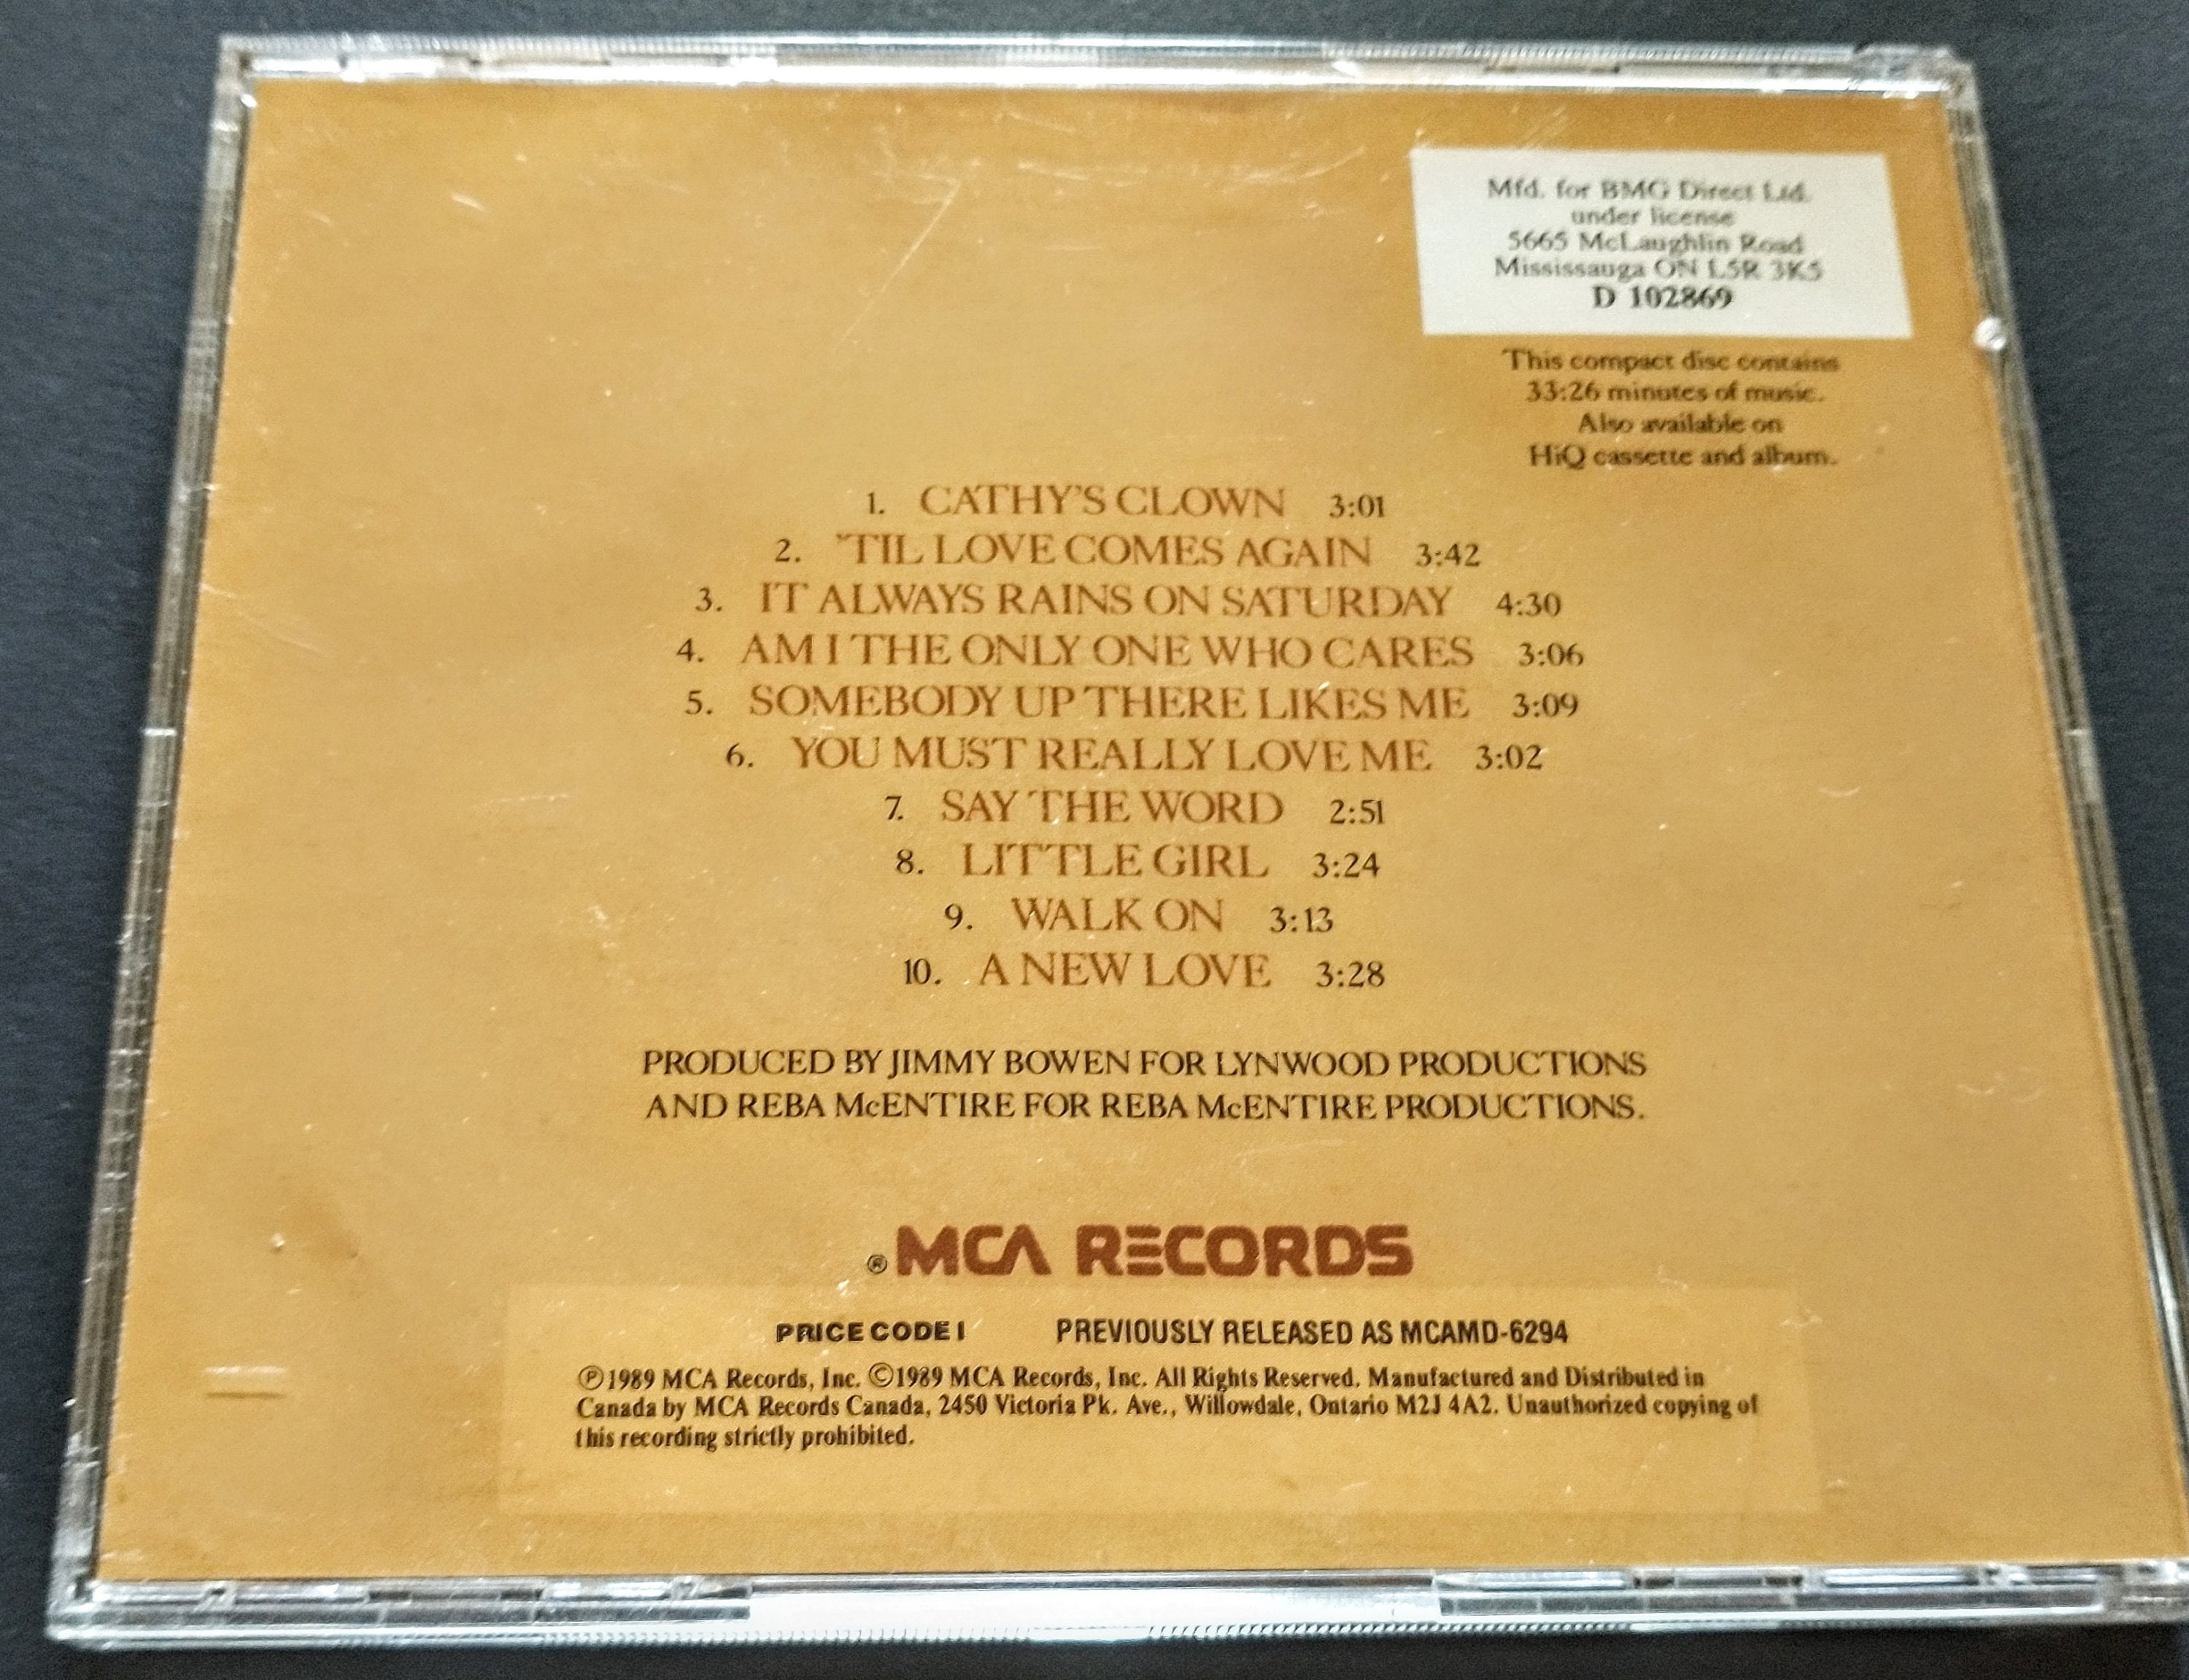 Mfd. for BMG Direct Ltd.
under license
5665 McLaughlin Road
Mississauga ON L5R 3K5
D 102869
This compact disc contains
33:26 minutes of music.
Also available on
HiQ cassette and album.
1. CATHY'S CLOWN 3:01
2. 'TIL LOVE COMES AGAIN 3:42
3. IT ALWAYS RAINS ON SATURDAY 4:30
4. AM I THE ONLY ONE WHO CARES 3:06
5. SOMEBODY UP THERE LIKES ME 3:09
6. YOU MUST REALLY LOVE ME 3:02
7. SAY THE WORD 2:51
8. LITTLE GIRL 3:24
9. WALK ON 3:13
10. A NEW LOVE 3:28
PRODUCED BY JIMMY BOWEN FOR LYNWOOD PRODUCTIONS
AND REBA McENTIRE FOR REBA McENTIRE PRODUCTIONS.
® MCA RECORDS
PRICE CODE I PREVIOUSLY RELEASED AS MCAMD-6294
℗1989 MCA Records, Inc. ©1989 MCA Records, Inc. All Rights Reserved. Manufactured and Distributed in
Canada by MCA Records Canada, 2450 Victoria Pk. Ave., Willowdale, Ontario M2J 4A2. Unauthorized copying of
this recording strictly prohibited.